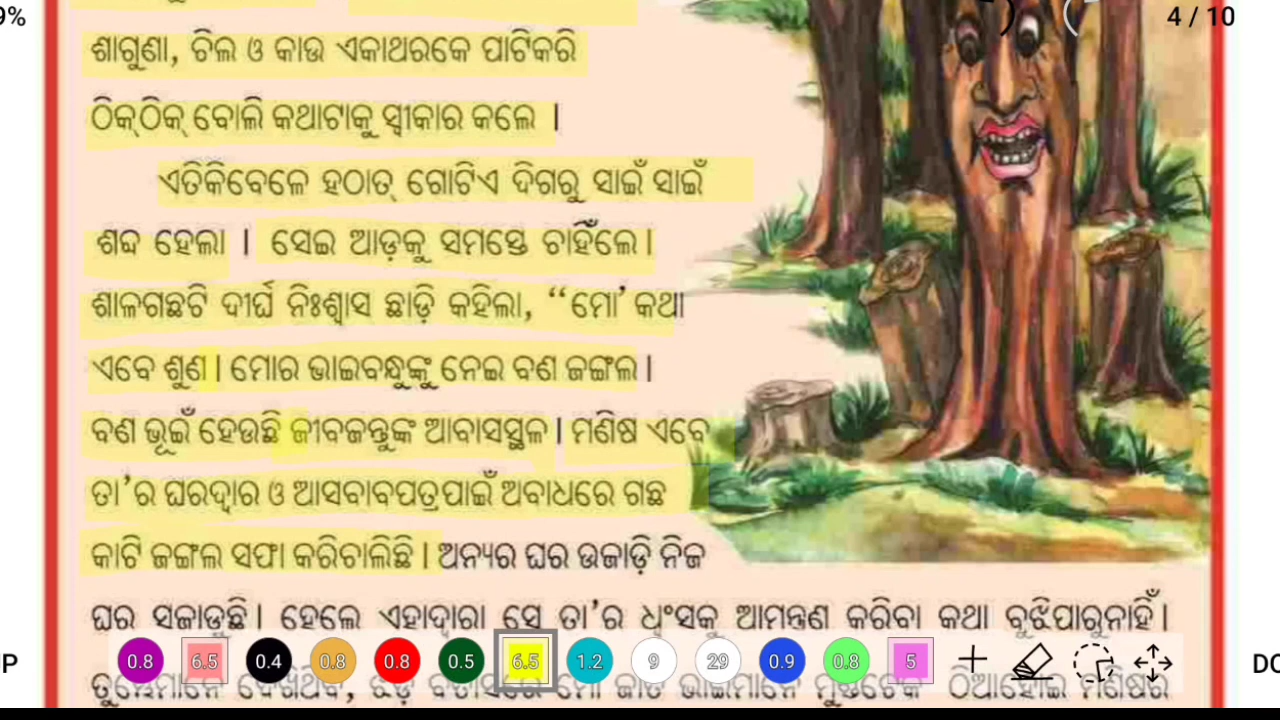 9%
4 / 10
ଶାଗୁଣା, ଚିଲ ଓ କାଉ ଏକାଥରକେ ପାଟିକରି
ଠିକ୍‌ଠିକ୍ ବୋଲି କଥାଟାକୁ ସ୍ୱୀକାର କଲେ ।
ଏତିକିବେଳେ ହଠାତ୍ ଗୋଟିଏ ଦିଗରୁ ସାଇଁ ସାଇଁ
ଶବ୍ଦ ହେଲା । ସେଇ ଆଡ଼କୁ ସମସ୍ତେ ଚାହିଁଲେ।
ଶାଳଗଛଟି ଦୀର୍ଘ ନିଃଶ୍ୱାସ ଛାଡ଼ି କହିଲା, “ମୋ’ କଥା
ଏବେ ଶୁଣ। ମୋର ଭାଇବନ୍ଧୁଙ୍କୁ ନେଇ ବଣ ଜଙ୍ଗଲ।
ବଣ ଭୂଇଁ ହେଉଛି ଜୀବଜନ୍ତୁଙ୍କ ଆବାସସ୍ଥଳ। ମଣିଷ ଏବେ
ତା’ର ଘରଦ୍ୱାର ଓ ଆସବାବପତ୍ରପାଇଁ ଅବାଧରେ ଗଛ
କାଟି ଜଙ୍ଗଲ ସଫା କରିଚାଲିଛି। ଅନ୍ୟର ଘର ଉଜାଡ଼ି ନିଜ
ଘର ସଜାଡୁଛି। ହେଲେ ଏହାଦ୍ୱାରା ସେ ତା’ର ଧ୍ୱଂସକୁ ଆମନ୍ତ୍ରଣ କରିବା କଥା ବୁଝିପାରୁନାହିଁ।
0.8 6.5 0.4 0.8 0.8 0.5 6.5 1.2 9 29 0.9 0.8 5